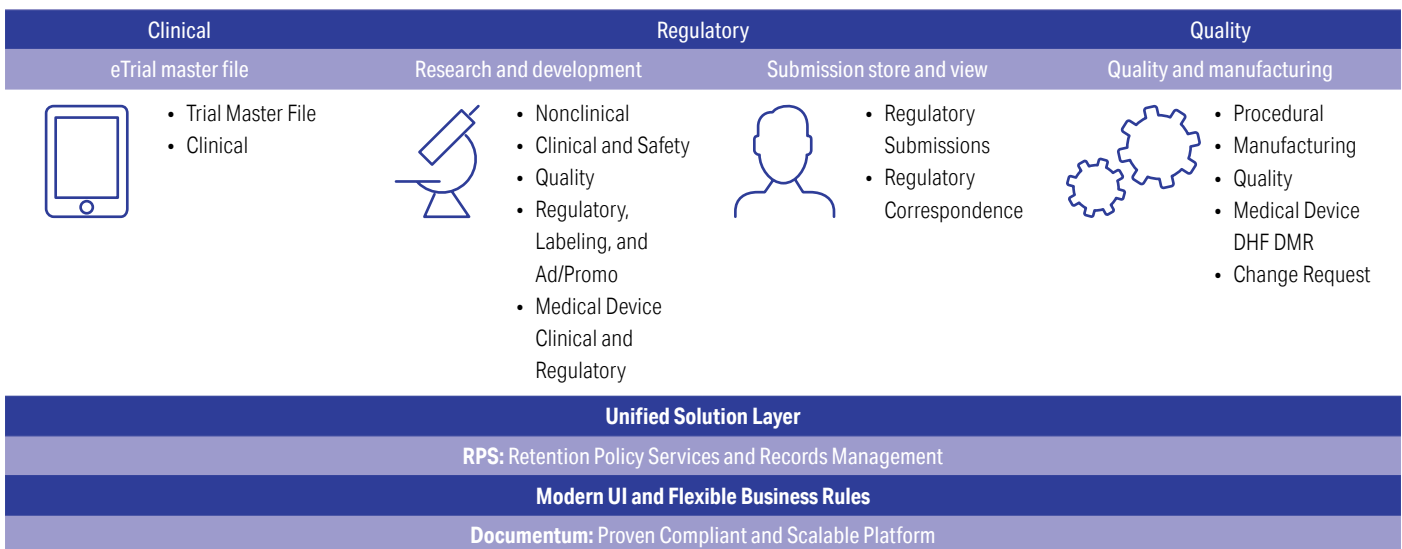 Clinical
Regulatory
Quality
eTrial master file
Research and development
Submission store and view
Quality and manufacturing
• Trial Master File
• Clinical
• Nonclinical
• Clinical and Safety
• Quality
• Regulatory,
Labeling, and
Ad/Promo
• Medical Device
Clinical and
Regulatory
• Regulatory
Submissions
• Regulatory
Correspondence
• Procedural
• Manufacturing
• Quality
• Medical Device
DHF DMR
• Change Request
Unified Solution Layer
RPS: Retention Policy Services and Records Management
Modern UI and Flexible Business Rules
Documentum: Proven Compliant and Scalable Platform